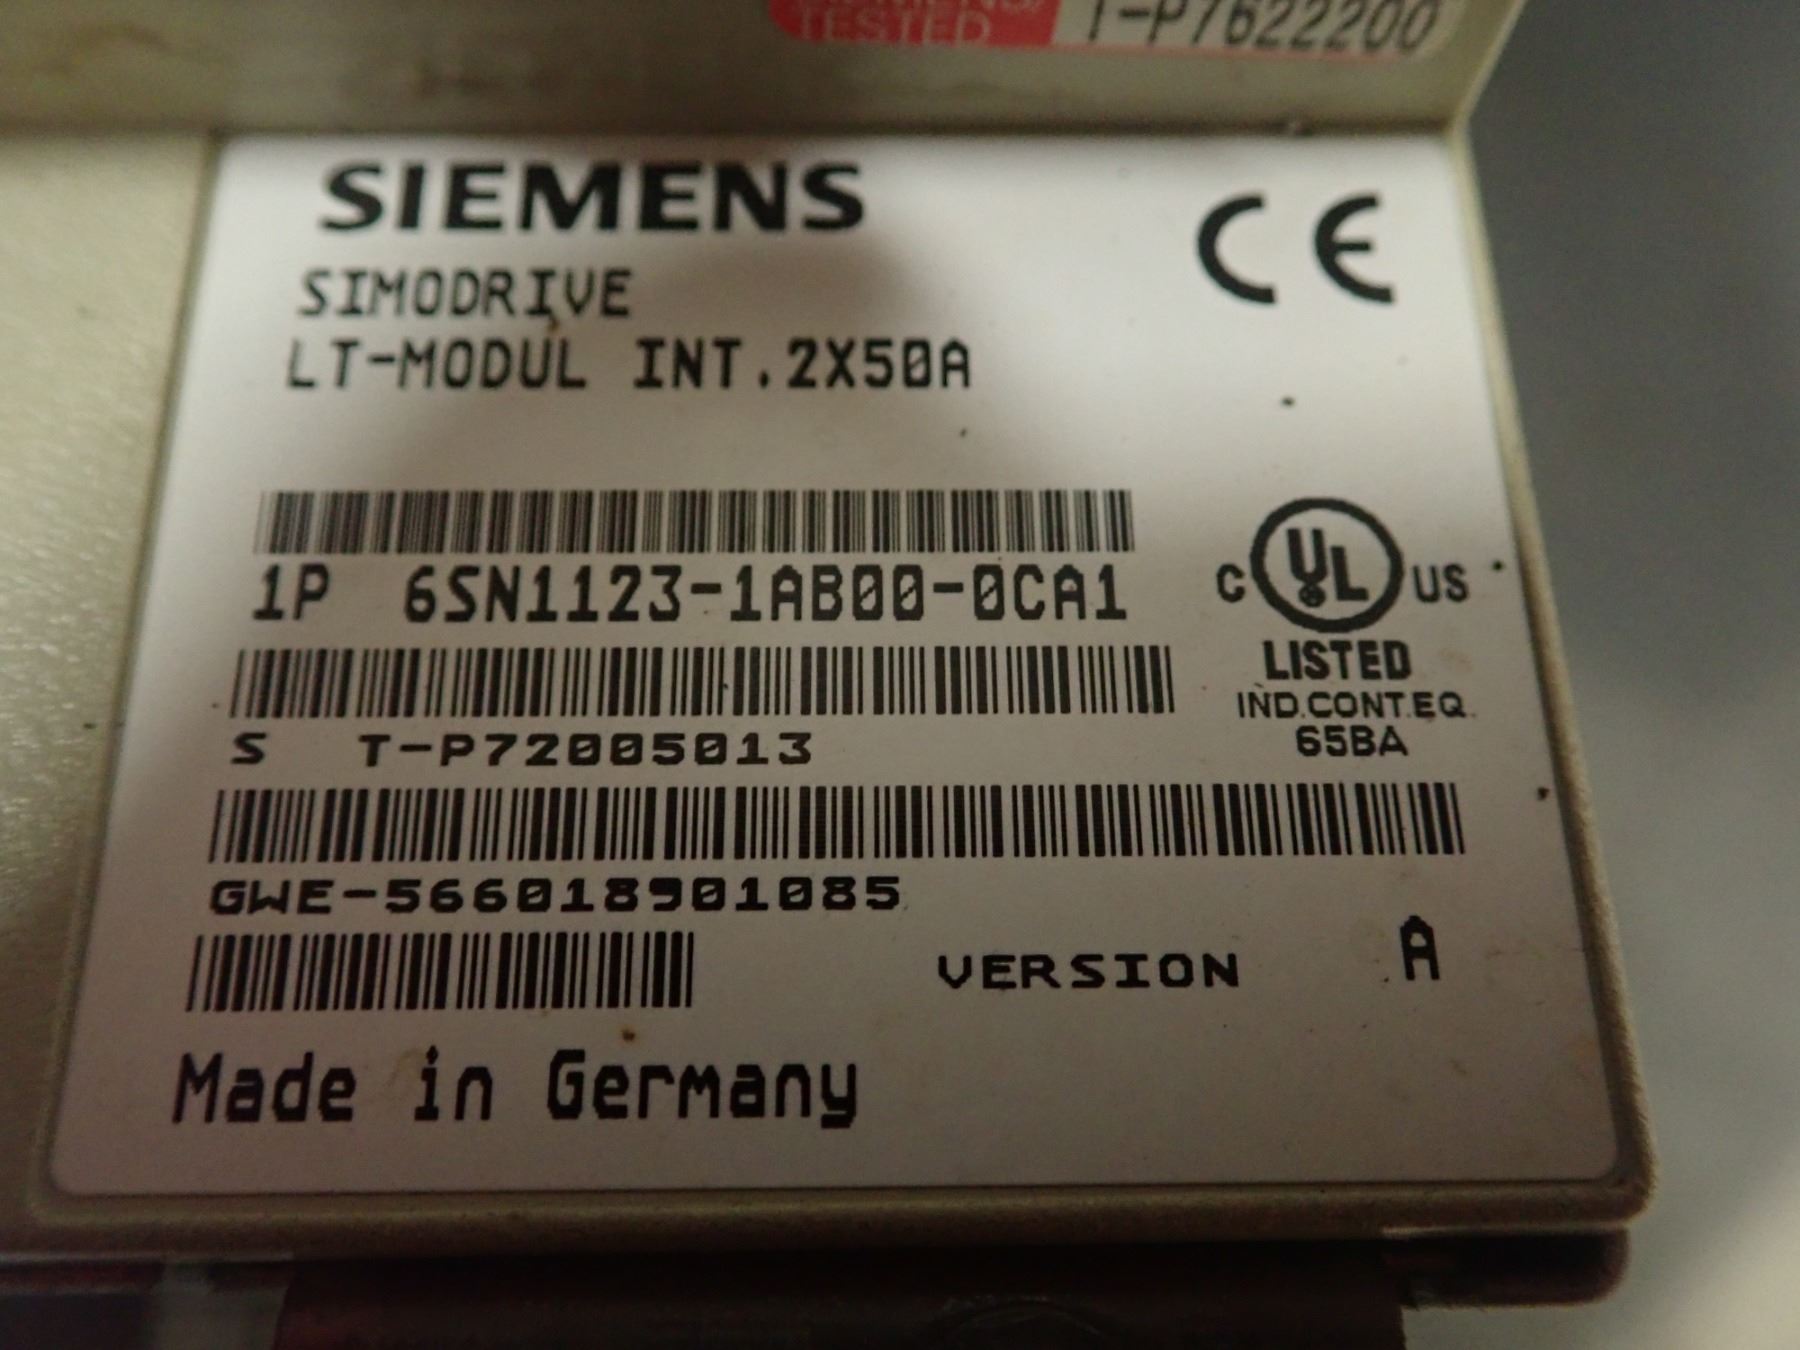 TESTED
T-P7622200
SIEMENS
CE
SIMODRIVE
LT-MODUL INT.2X50A
1P 6SN1123-1AB00-0CA1
C UL US
LISTED
IND.CONT.EQ.
65BA
S T-P72005013
GWE-566018901085
VERSION A
Made in Germany